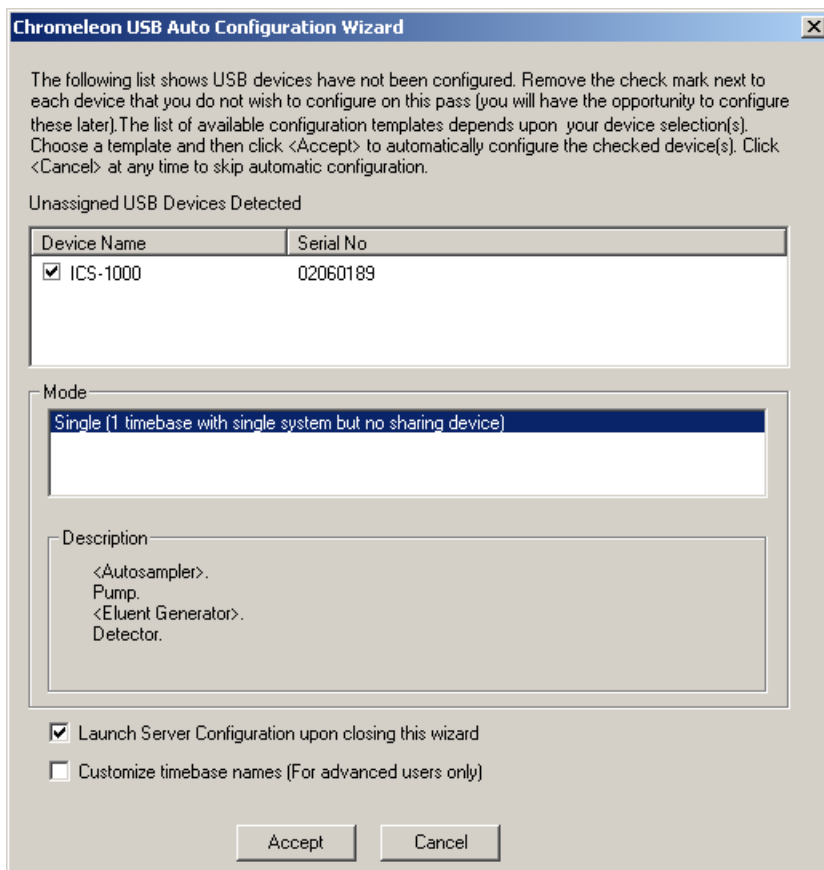 Chromeleon USB Auto Configuration Wizard
The following list shows USB devices have not been configured. Remove the check mark next to
each device that you do not wish to configure on this pass (you will have the opportunity to configure
these later).The list of available configuration templates depends upon your device selection(s).
Choose a template and then click <Accept> to automatically configure the checked device(s). Click
<Cancel> at any time to skip automatic configuration.
Unassigned USB Devices Detected
Device Name Serial No
ICS-1000 02060189
Mode
Single (1 timebase with single system but no sharing device)
Description
<Autosampler>.
Pump.
<Eluent Generator>.
Detector.
Launch Server Configuration upon closing this wizard
Customize timebase names (For advanced users only)
Accept Cancel